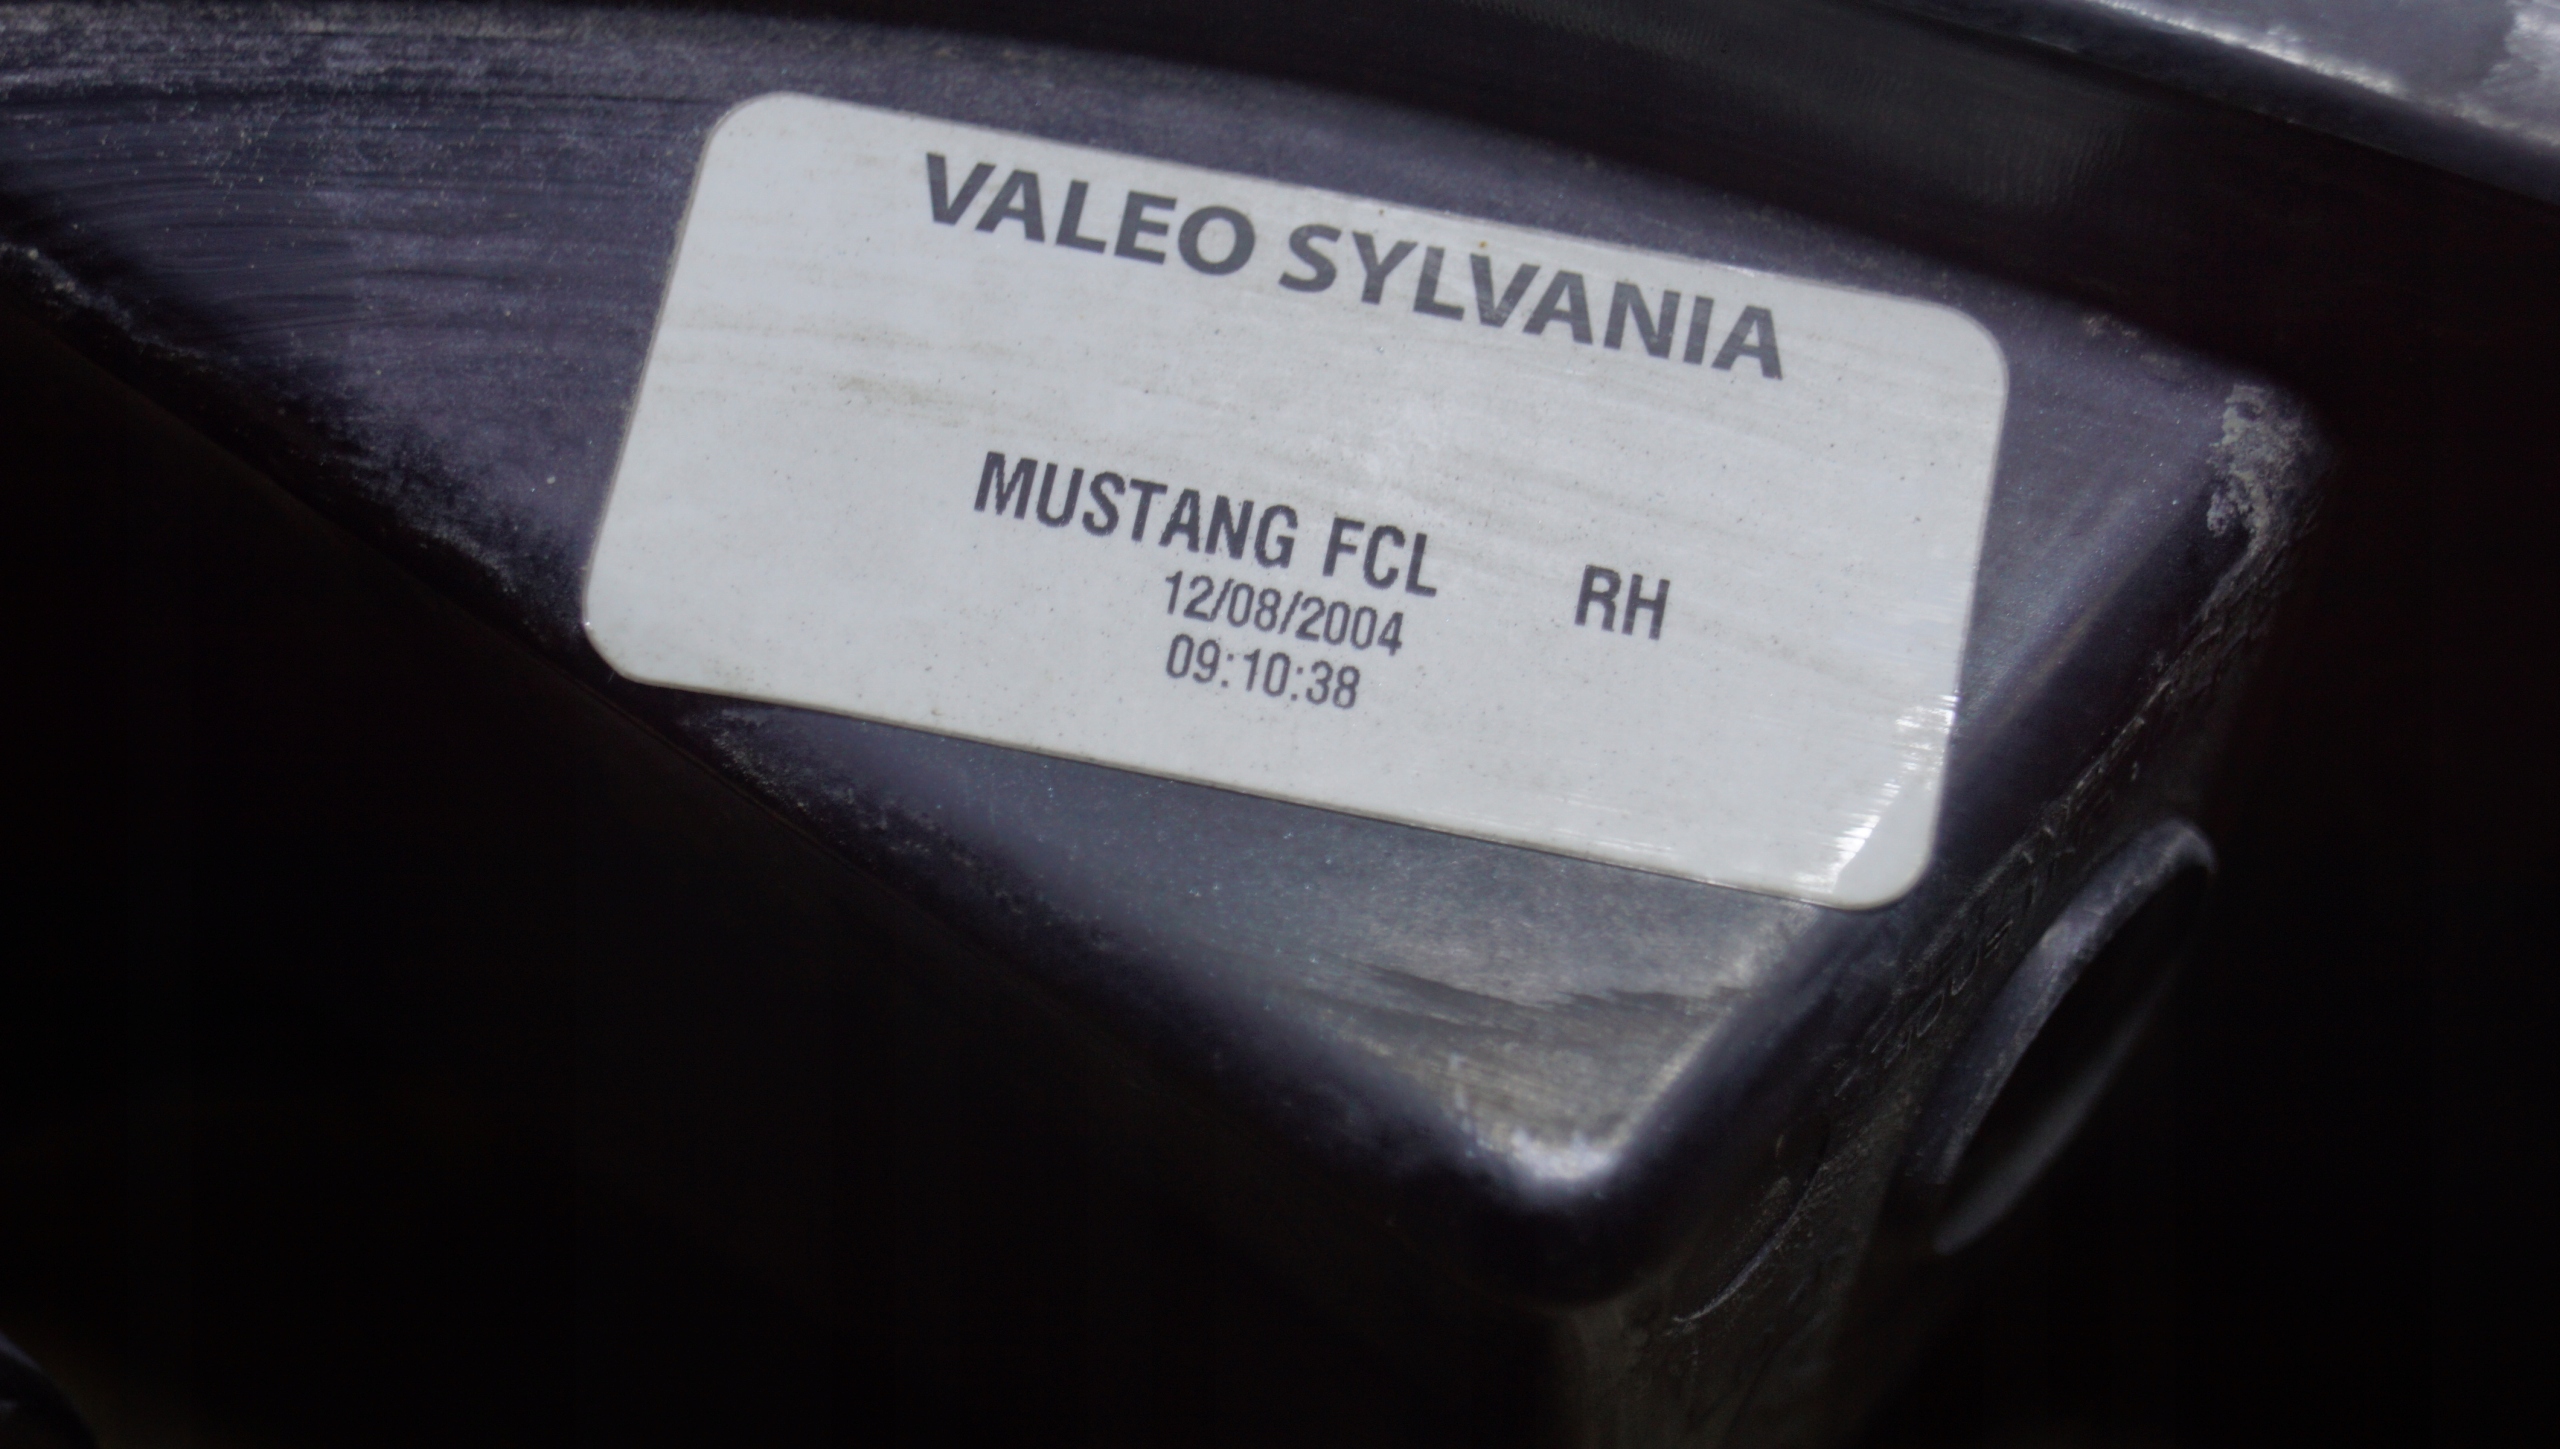 VALEO SYLVANIA
MUSTANG FCL RH
12/08/2004
09:10:38